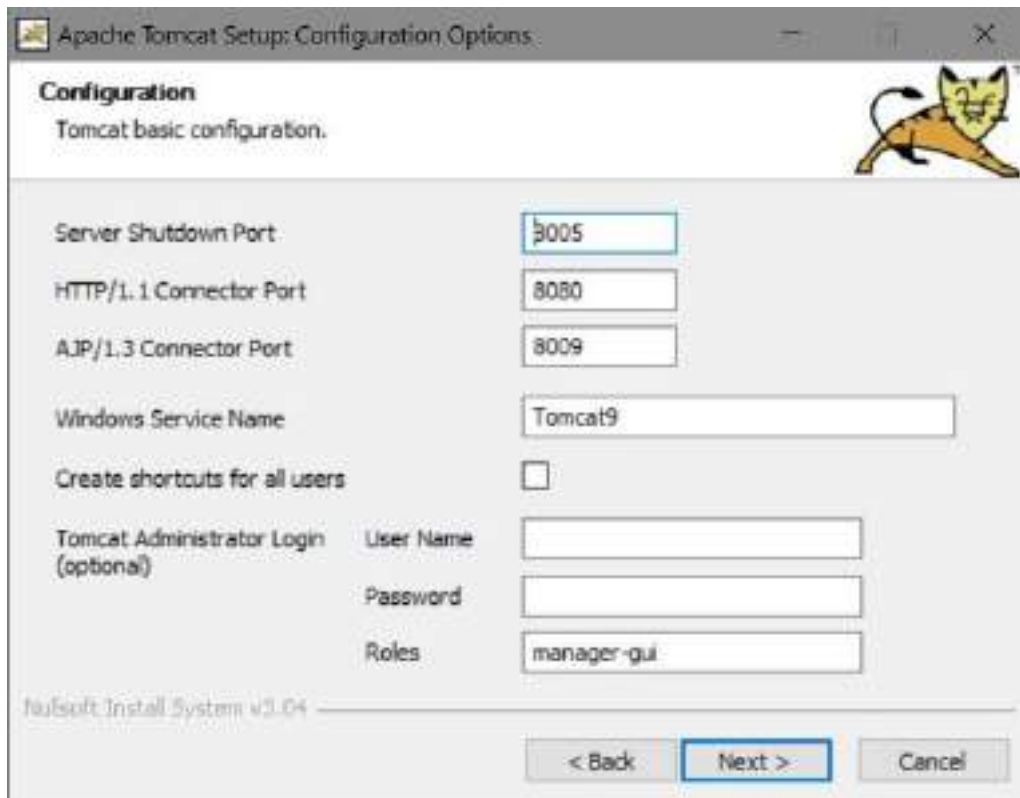 Apache Tomcat Setup: Configuration Options
Configuration
Tomcat basic configuration.
Server Shutdown Port 8005
HTTP/1.1 Connector Port 8080
AJP/1.3 Connector Port 8009
Windows Service Name Tomcat9
Create shortcuts for all users
Tomcat Administrator Login User Name
(optional)
Password
Roles manager-gui
Nullsoft Install System v3.04
< Back Next > Cancel